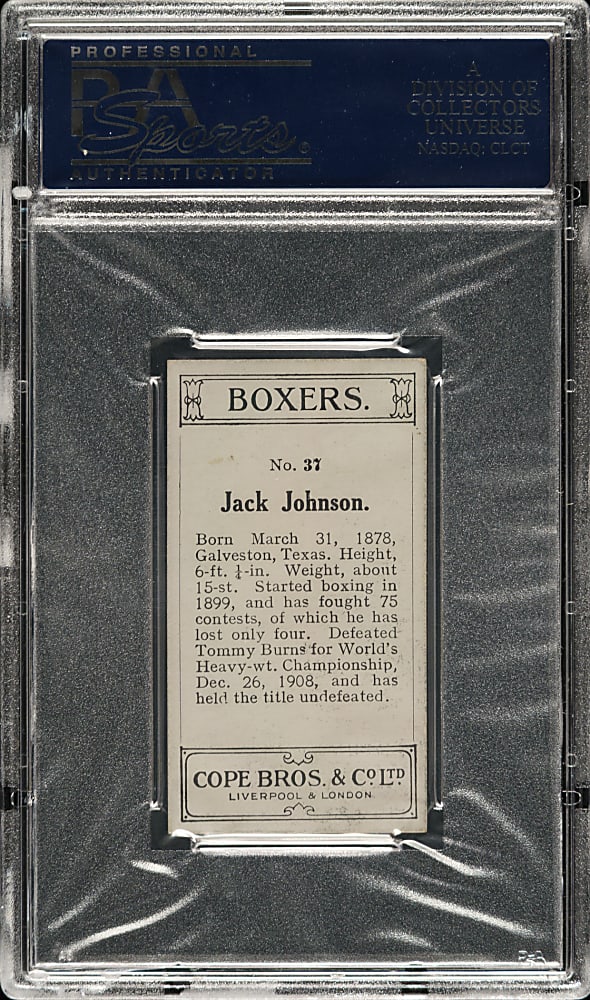 PROFESSIONAL
PSA
Sports®
AUTHENTICATOR
A
DIVISION OF
COLLECTORS
UNIVERSE
NASDAQ: CLCT
BOXERS.
No. 37
Jack Johnson.
Born March 31, 1878,
Galveston, Texas. Height,
6-ft. ¼-in. Weight, about
15-st. Started boxing in
1899, and has fought 75
contests, of which he has
lost only four. Defeated
Tommy Burns for World's
Heavy-wt. Championship,
Dec. 26, 1908, and has
held the title undefeated.
COPE BROS. & CO LTD
LIVERPOOL & LONDON
PSA